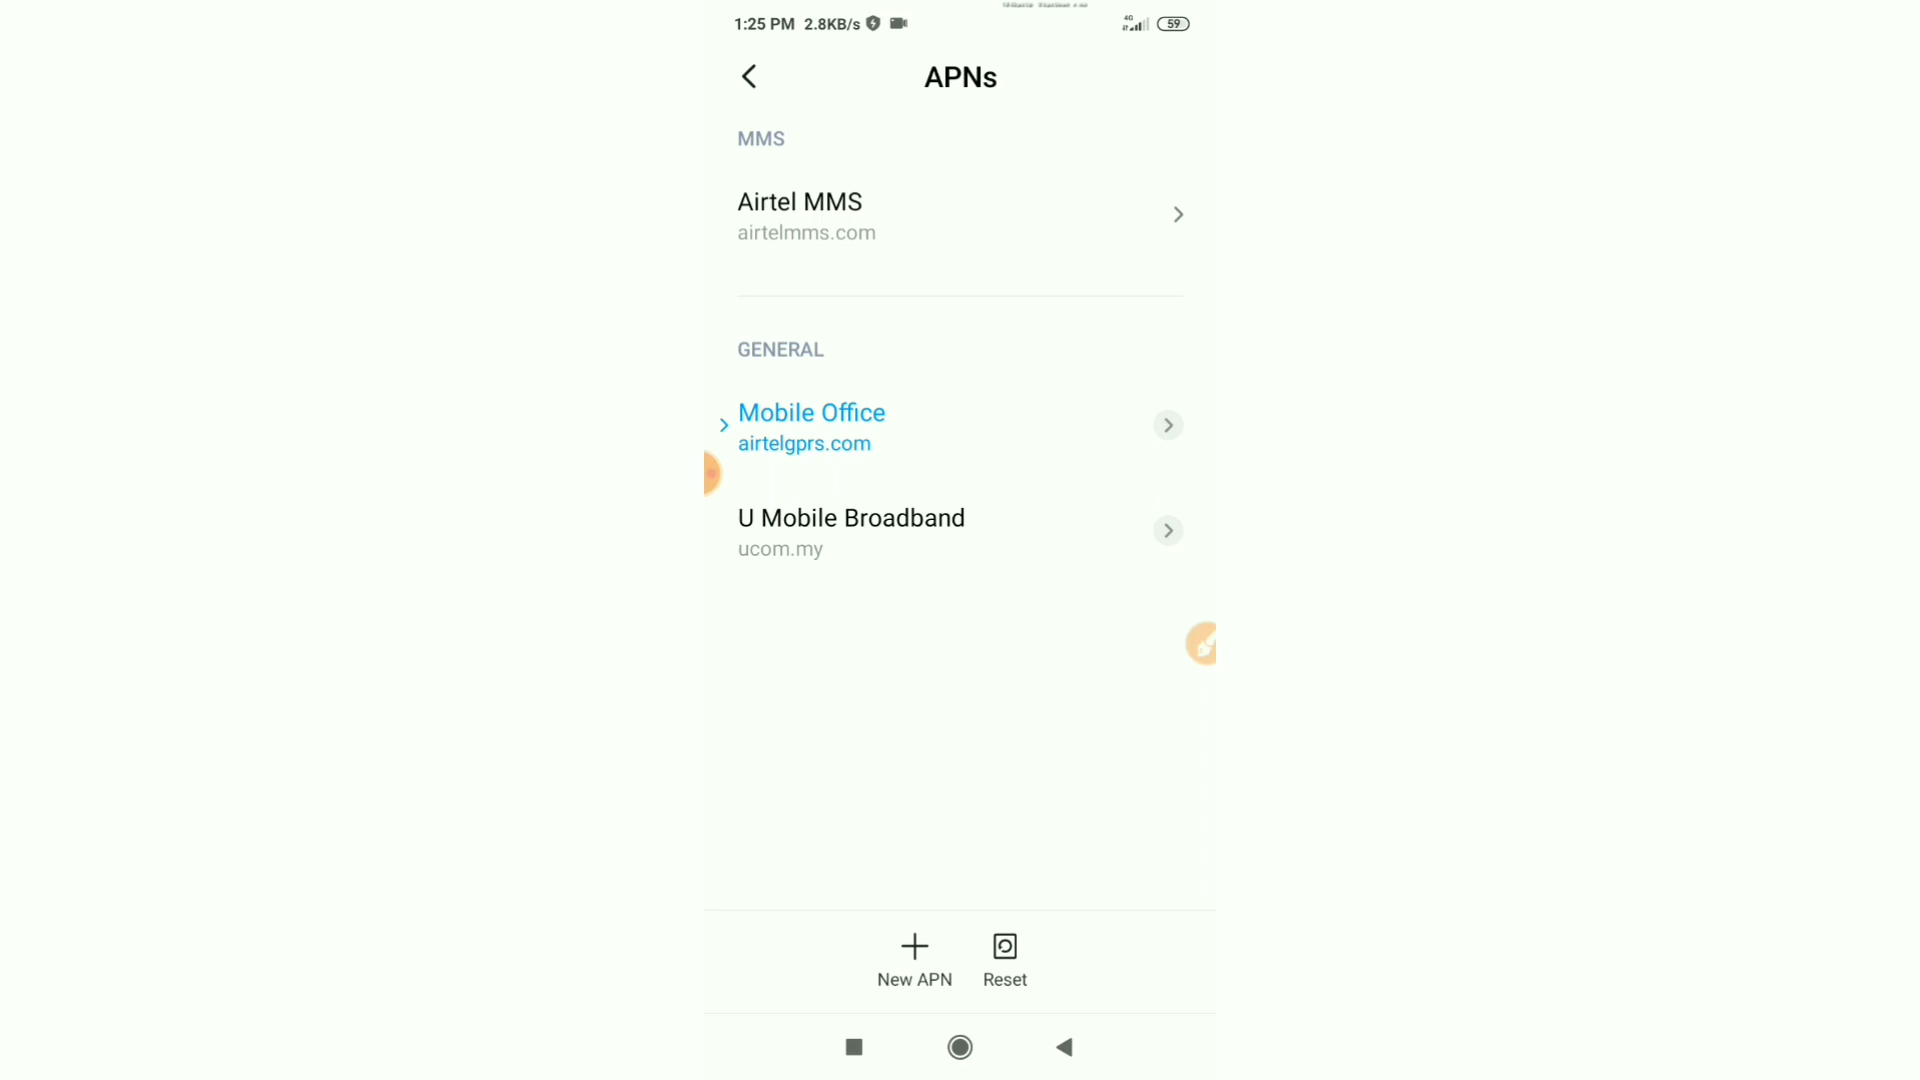 1:25 PM 2.8KB/s 4G 59
APNs
MMS
Airtel MMS
airtelmms.com
GENERAL
Mobile Office
airtelgprs.com
U Mobile Broadband
ucom.my
New APN
Reset